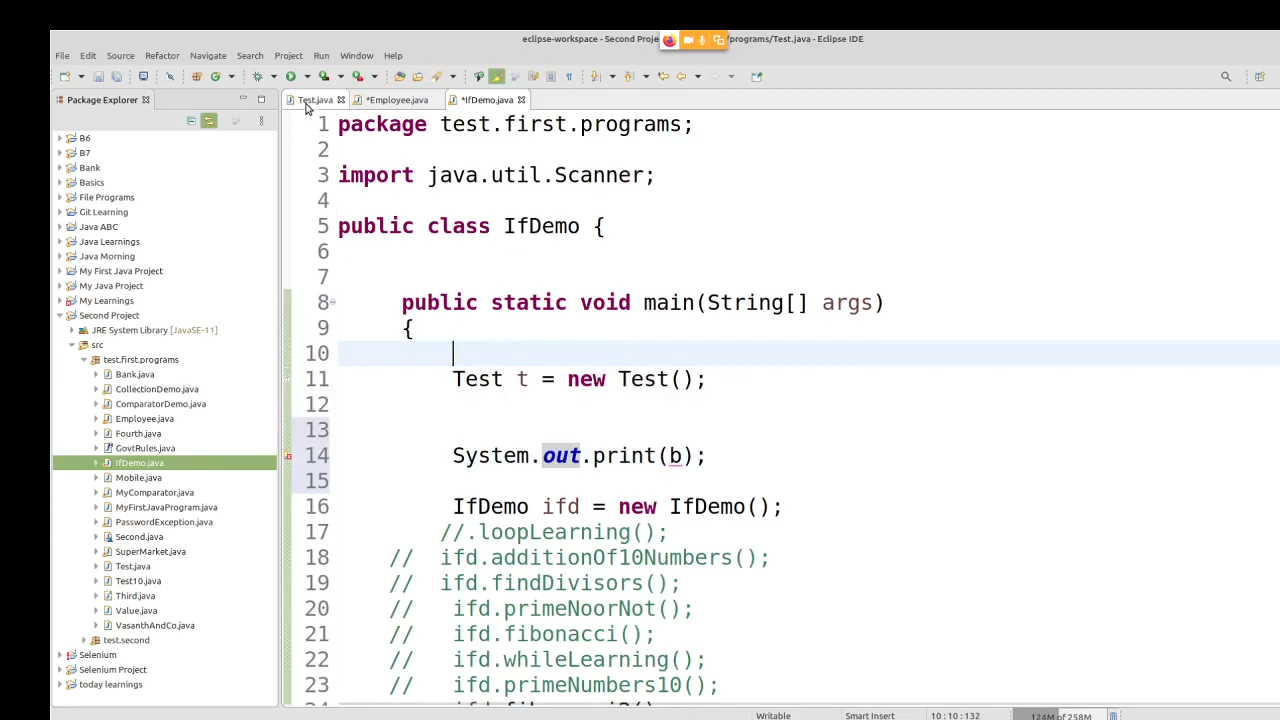 eclipse-workspace - Second Proje /programs/Test.java - Eclipse IDE
File Edit Source Refactor Navigate Search Project Run Window Help
Package Explorer
Test.java *Employee.java *IfDemo.java
B6
B7
Bank
Basics
File Programs
Git Learning
Java ABC
Java Learnings
Java Morning
My First Java Project
My Java Project
My Learnings
Second Project
JRE System Library [JavaSE-11]
src
test.first.programs
Bank.java
CollectionDemo.java
ComparatorDemo.java
Employee.java
Fourth.java
GovtRules.java
IfDemo.java
Mobile.java
MyComparator.java
MyFirstJavaProgram.java
PasswordException.java
Second.java
SuperMarket.java
Test.java
Test10.java
Third.java
Value.java
VasanthAndCo.java
test.second
Selenium
Selenium Project
today learnings
1 package test.first.programs;
2
3 import java.util.Scanner;
4
5 public class IfDemo {
6
7
8 public static void main(String[] args)
9 {
10
11 Test t = new Test();
12
13
14 System.out.print(b);
15
16 IfDemo ifd = new IfDemo();
17 //.loopLearning();
18 // ifd.additionOf10Numbers();
19 // ifd.findDivisors();
20 // ifd.primeNoorNot();
21 // ifd.fibonacci();
22 // ifd.whileLearning();
23 // ifd.primeNumbers10();
Writable Smart Insert 10 : 10 : 132 124M of 258M